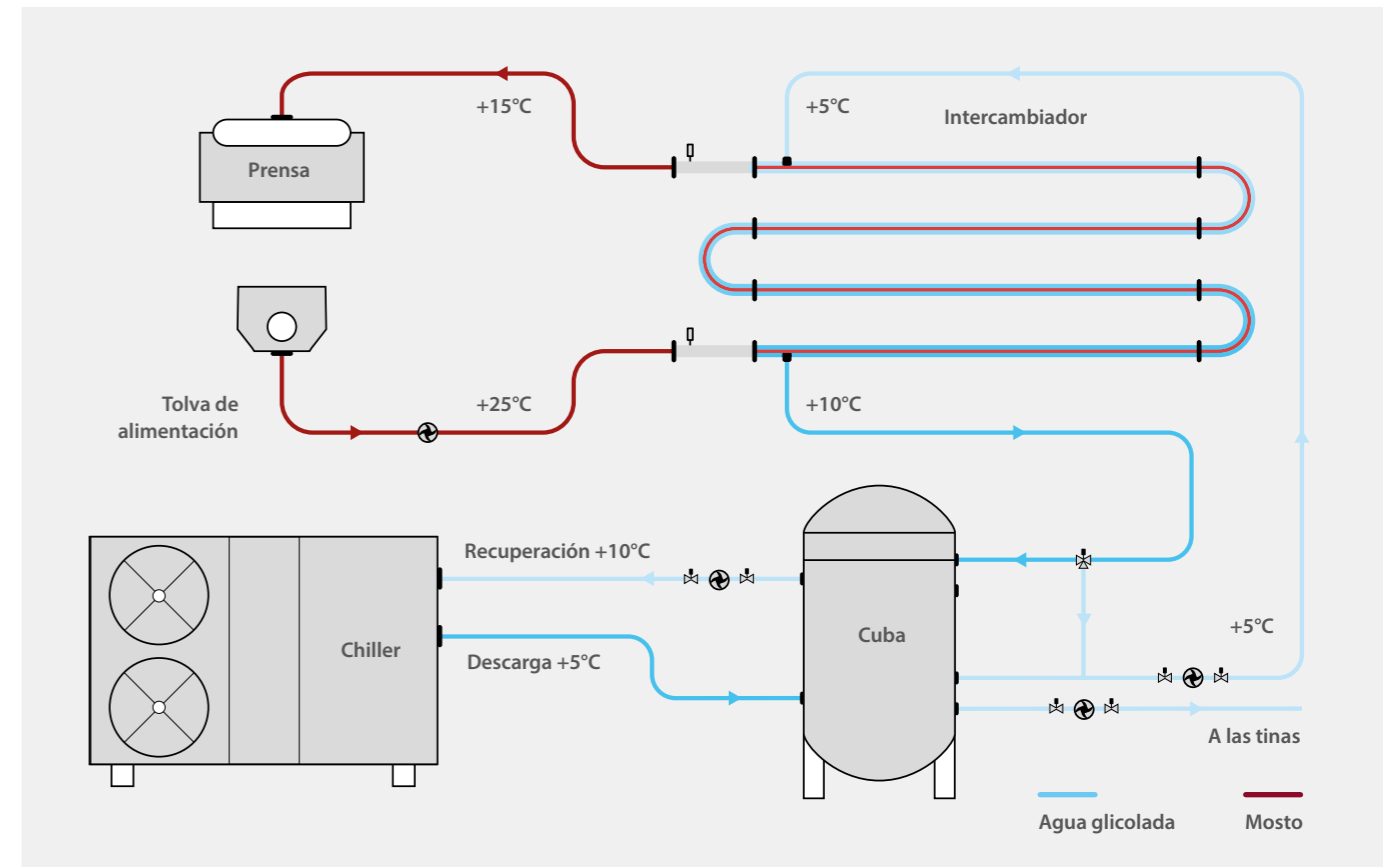 +15°C
+5°C
Intercambiador
Prensa
Tolva de
alimentación
+25°C
+10°C
Recuperación +10°C
Chiller
Descarga +5°C
Cuba
+5°C
A las tinas
Agua glicolada
Mosto